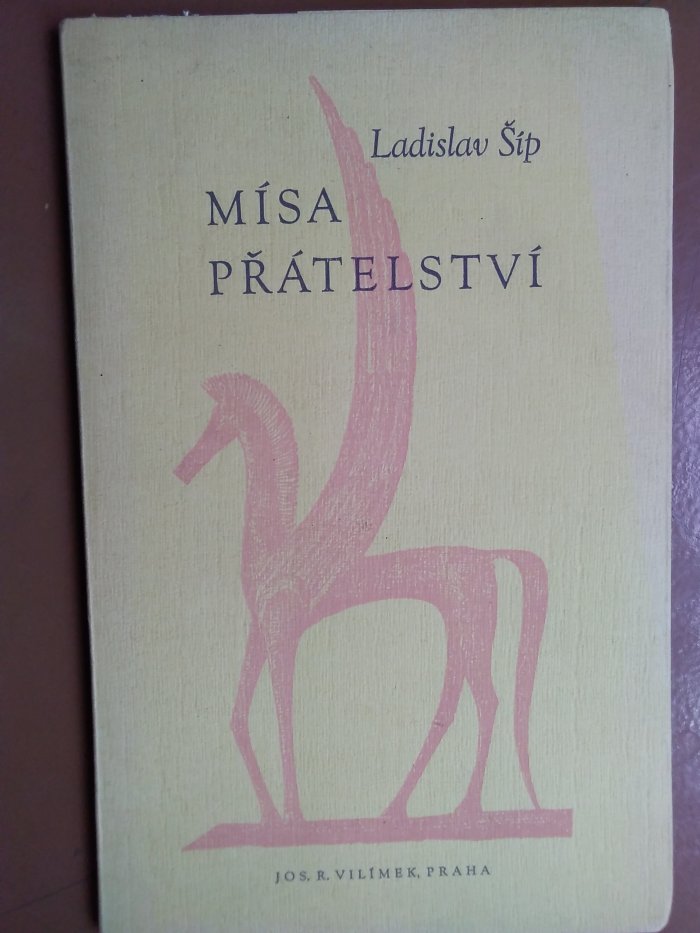 Ladislav Šíp
MÍSA
PŘÁTELSTVÍ
JOS. R. VILÍMEK, PRAHA